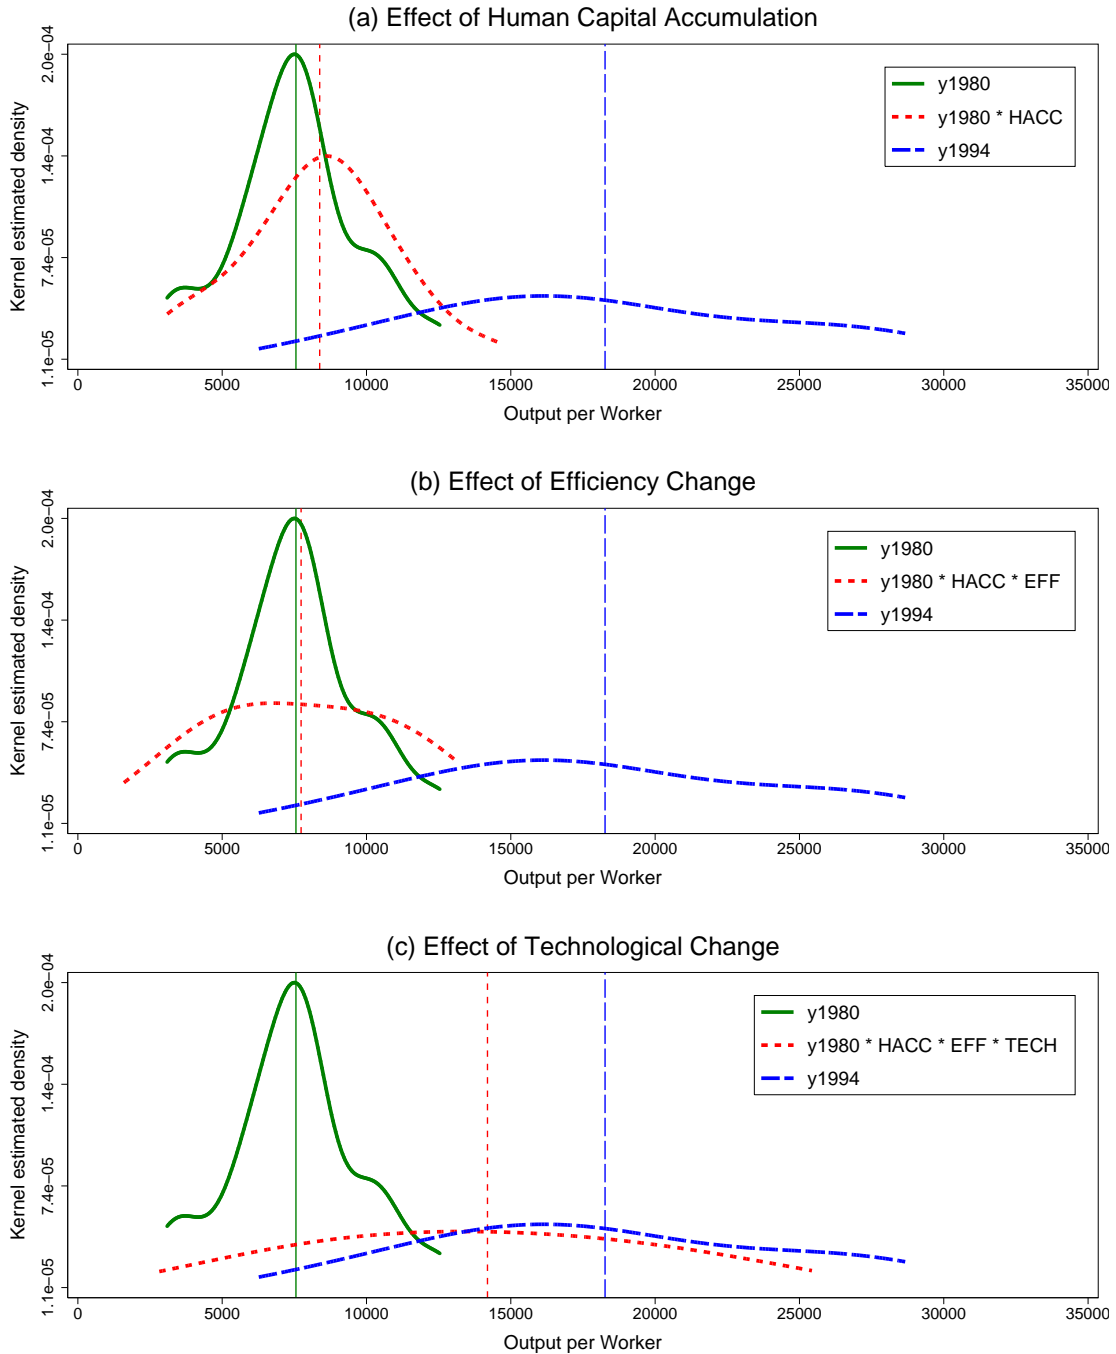 (a) Effect of Human Capital Accumulation
Kernel estimated density
2.0e−04
1.4e−04
7.4e−05
1.1e−05
y1980
y1980 * HACC
y1994
0 5000 10000 15000 20000 25000 30000 35000
Output per Worker
(b) Effect of Efficiency Change
Kernel estimated density
2.0e−04
1.4e−04
7.4e−05
1.1e−05
y1980
y1980 * HACC * EFF
y1994
0 5000 10000 15000 20000 25000 30000 35000
Output per Worker
(c) Effect of Technological Change
Kernel estimated density
2.0e−04
1.4e−04
7.4e−05
1.1e−05
y1980
y1980 * HACC * EFF * TECH
y1994
0 5000 10000 15000 20000 25000 30000 35000
Output per Worker